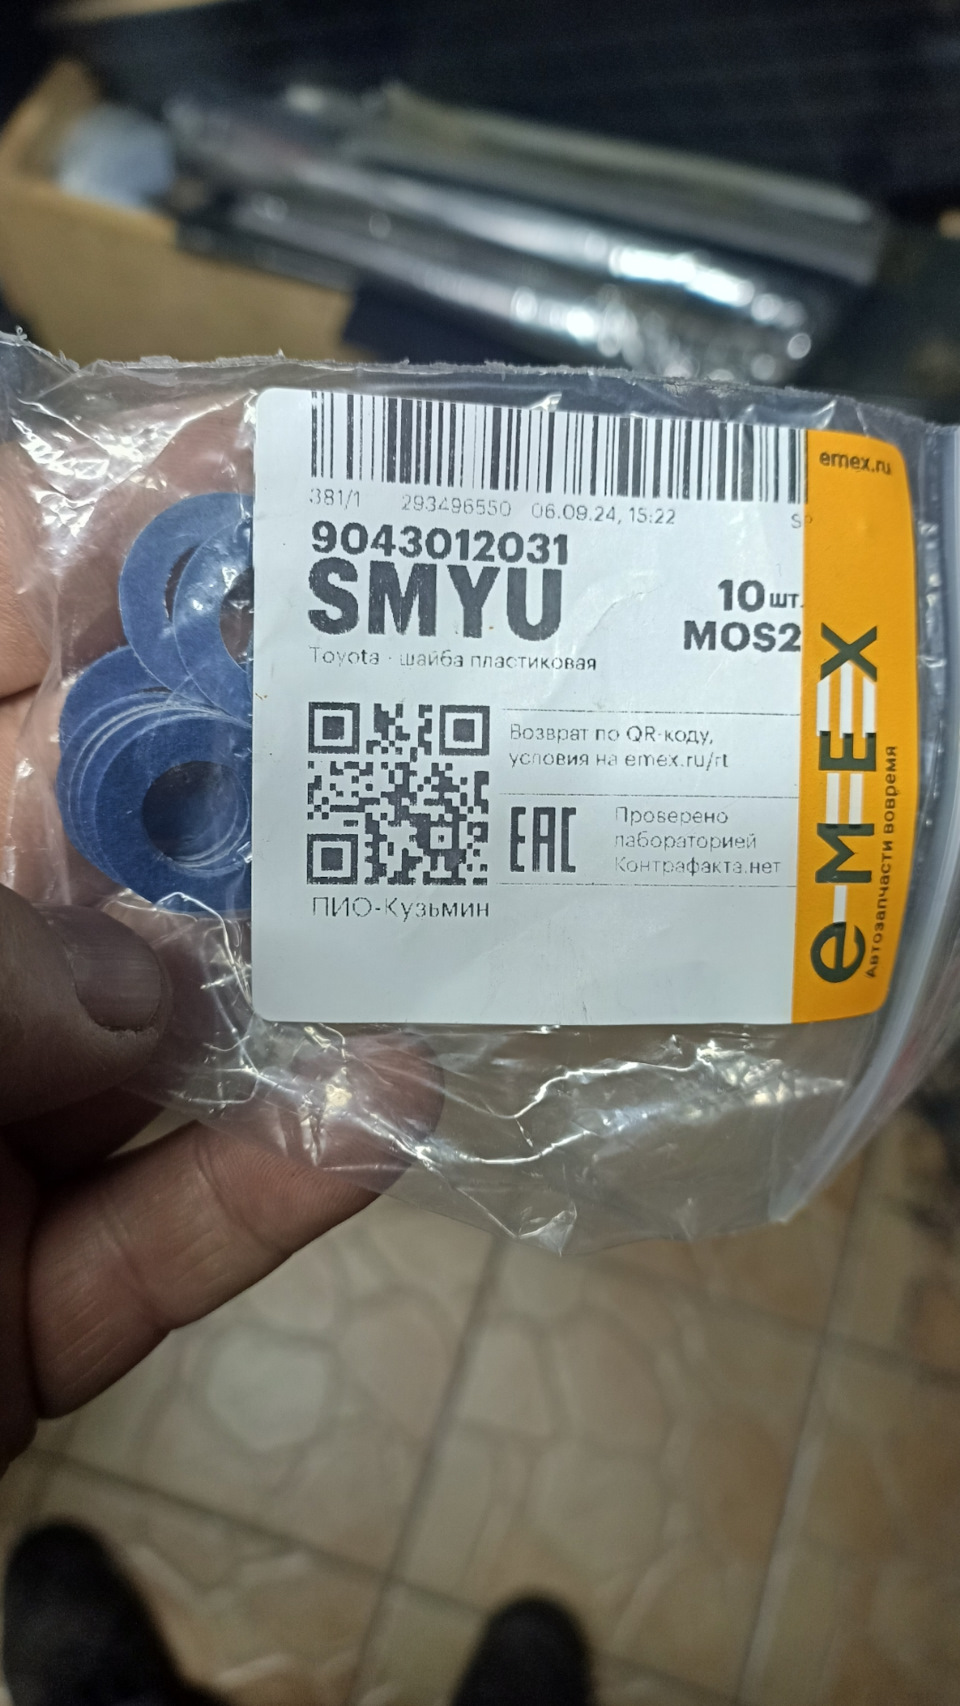 381/1 293496550 06.09.24, 15:22
9043012031
SMYU
10 шт.
MOS2
Toyota · шайба пластиковая
Возврат по QR-коду,
условия на emex.ru/rt
EAC
Проверено
лабораторией
Контрафакта.нет
ПИО-Кузьмин
emex.ru
e-MEX
Автозапчасти вовремя